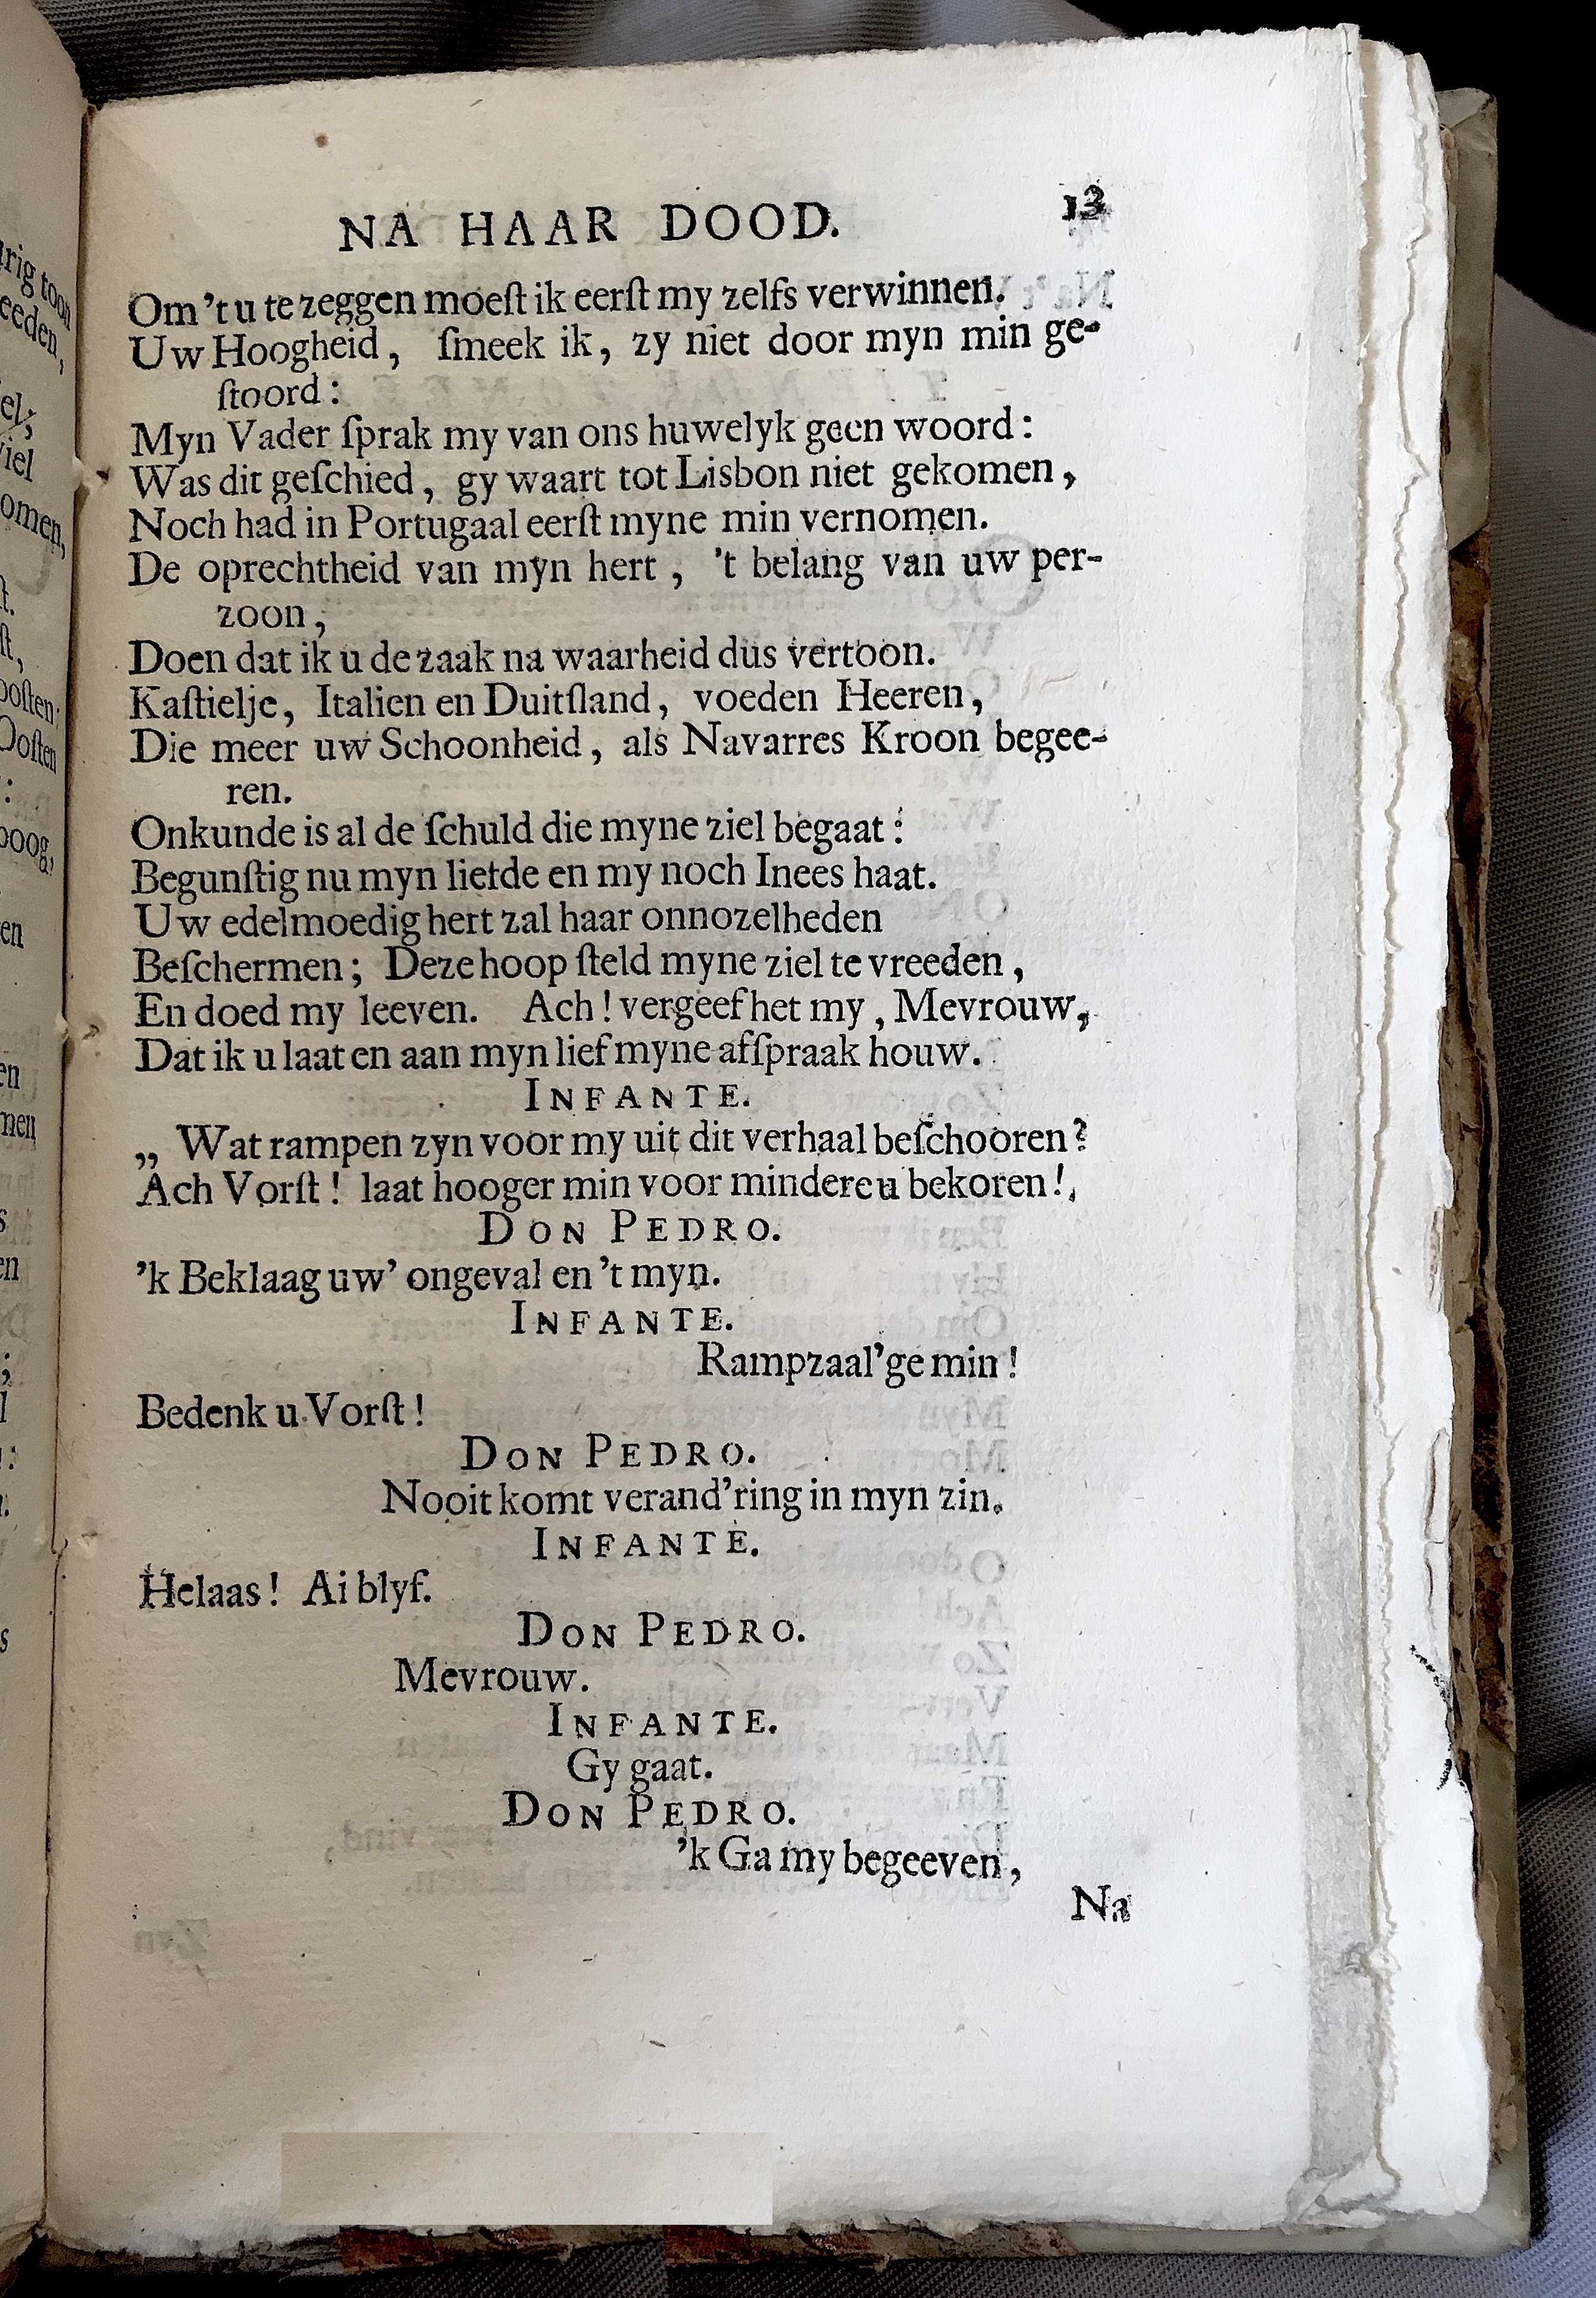 NA HAAR DOOD. 13
Om 't u te zeggen moeſt ik eerſt my zelfs verwinnen.
Uw Hoogheid, ſmeek ik, zy niet door myn min ge-
ſtoord:
Myn Vader ſprak my van ons huwelyk geen woord:
Was dit geſchied, gy waart tot Lisbon niet gekomen,
Noch had in Portugaal eerſt myne min vernomen.
De oprechtheid van myn hert, 't belang van uw per-
zoon,
Doen dat ik u de zaak na waarheid dus vertoon.
Kaſtielje, Italien en Duitſland, voeden Heeren,
Die meer uw Schoonheid, als Navarres Kroon begee-
ren.
Onkunde is al de ſchuld die myne ziel begaat:
Begunſtig nu myn liefde en my noch Inees haat.
Uw edelmoedig hert zal haar onnozelheden
Beſchermen; Deze hoop ſteld myne ziel te vreeden,
En doed my leeven. Ach! vergeef het my, Mevrouw,
Dat ik u laat en aan myn lief myne afſpraak houw.
INFANTE.
„ Wat rampen zyn voor my uit dit verhaal beſchooren?
Ach Vorſt! laat hooger min voor mindere u bekoren!
DON PEDRO.
'k Beklaag uw' ongeval en 't myn.
INFANTE.
Rampzaal'ge min!
Bedenk u Vorſt!
DON PEDRO.
Nooit komt verand'ring in myn zin.
INFANTE.
Helaas! Ai blyf.
DON PEDRO.
Mevrouw.
INFANTE.
Gy gaat.
DON PEDRO.
'k Ga my begeeven,
Na